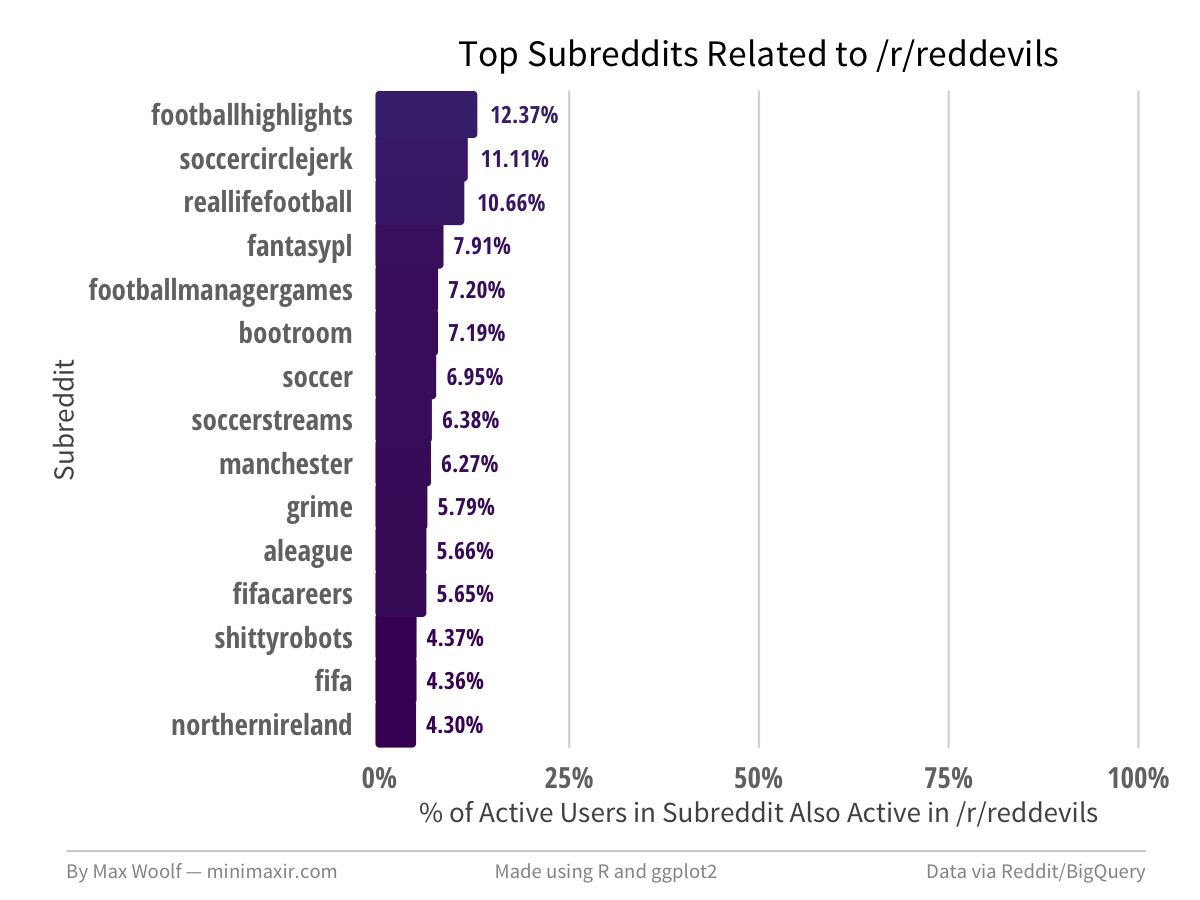 Top Subreddits Related to /r/reddevils
footballhighlights 12.37%
soccercirclejerk 11.11%
reallifefootball 10.66%
fantasypl 7.91%
footballmanagergames 7.20%
bootroom 7.19%
soccer 6.95%
soccerstreams 6.38%
manchester 6.27%
grime 5.79%
aleague 5.66%
fifacareers 5.65%
shittyrobots 4.37%
fifa 4.36%
northernireland 4.30%
Subreddit
0% 25% 50% 75% 100%
% of Active Users in Subreddit Also Active in /r/reddevils
By Max Woolf — minimaxir.com Made using R and ggplot2 Data via Reddit/BigQuery